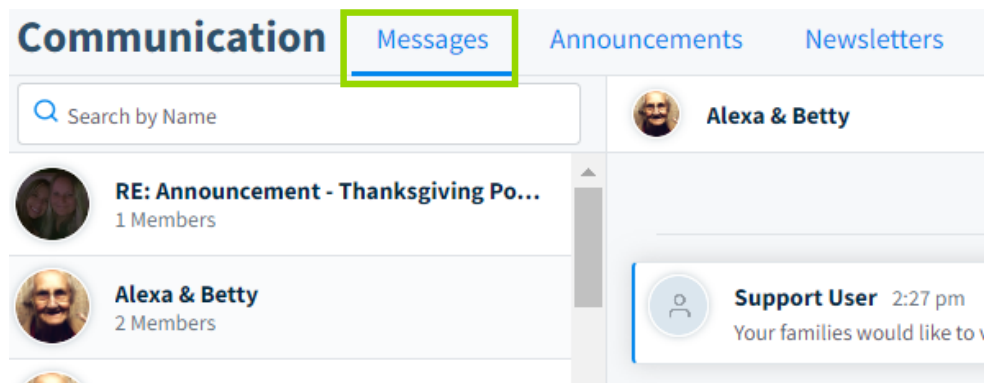 Communication Messages Announcements Newsletters
Search by Name
Alexa & Betty
RE: Announcement - Thanksgiving Po...
1 Members
Alexa & Betty
2 Members
Support User 2:27 pm
Your families would like to